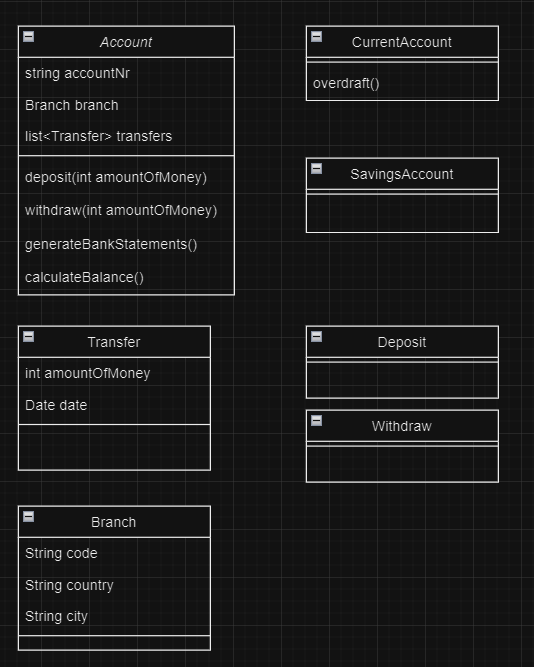 Account
string accountNr
Branch branch
list<Transfer> transfers
deposit(int amountOfMoney)
withdraw(int amountOfMoney)
generateBankStatements()
calculateBalance()
CurrentAccount
overdraft()
SavingsAccount
Transfer
int amountOfMoney
Date date
Deposit
Withdraw
Branch
String code
String country
String city